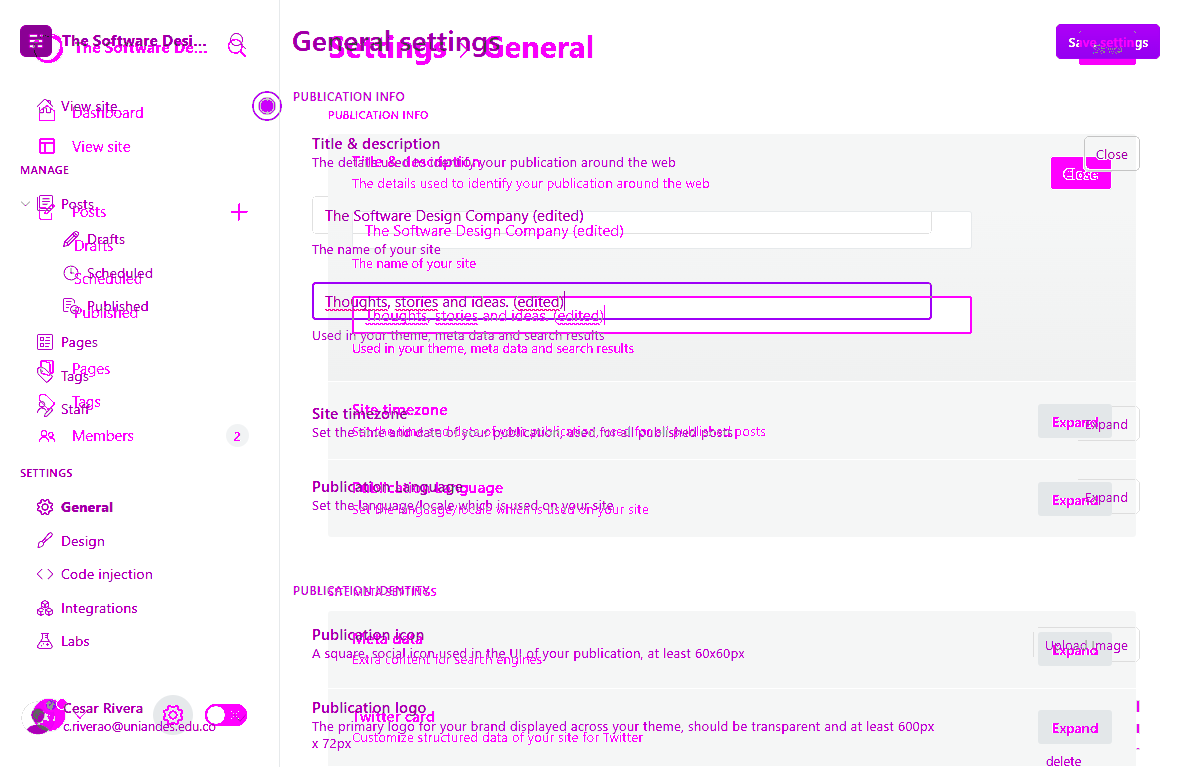 The Software Desi...
The Software De...
General settings
Settings
General
Save settings
View site
Dashboard
View site
PUBLICATION INFO
PUBLICATION INFO
MANAGE
Title & description
The details used to identify your publication around the web
Title & description
The details used to identify your publication around the web
Close
Close
Posts
Posts
Drafts
Drafts
Scheduled
Scheduled
Published
Published
The Software Design Company (edited)
The Software Design Company (edited)
The name of your site
The name of your site
Thoughts, stories and ideas. (edited)
Thoughts, stories and ideas. (edited)
Used in your theme, meta data and search results
Used in your theme, meta data and search results
Pages
Pages
Tags
Tags
Staff
Members
2
Site timezone
Site timezone
Set the time and date of your publication, used for all published posts
Set the time and date of your publication, used for all published posts
Expand
Expand
SETTINGS
Publication Language
Publication Language
Set the language/locale which is used on your site
Set the language/locale which is used on your site
Expand
Expand
General
Design
Code injection
Integrations
Labs
PUBLICATION IDENTITY
SITE META SETTINGS
Publication icon
A square, social icon used in the UI of your publication, at least 60x60px
Meta data
Extra content for search engines
Upload Image
Expand
Publication logo
The primary logo for your brand displayed across your theme, should be transparent and at least 600px
x 72px
Twitter card
Customize structured data of your site for Twitter
Expand
delete
Cesar Rivera
c.riverao@uniandes.edu.co